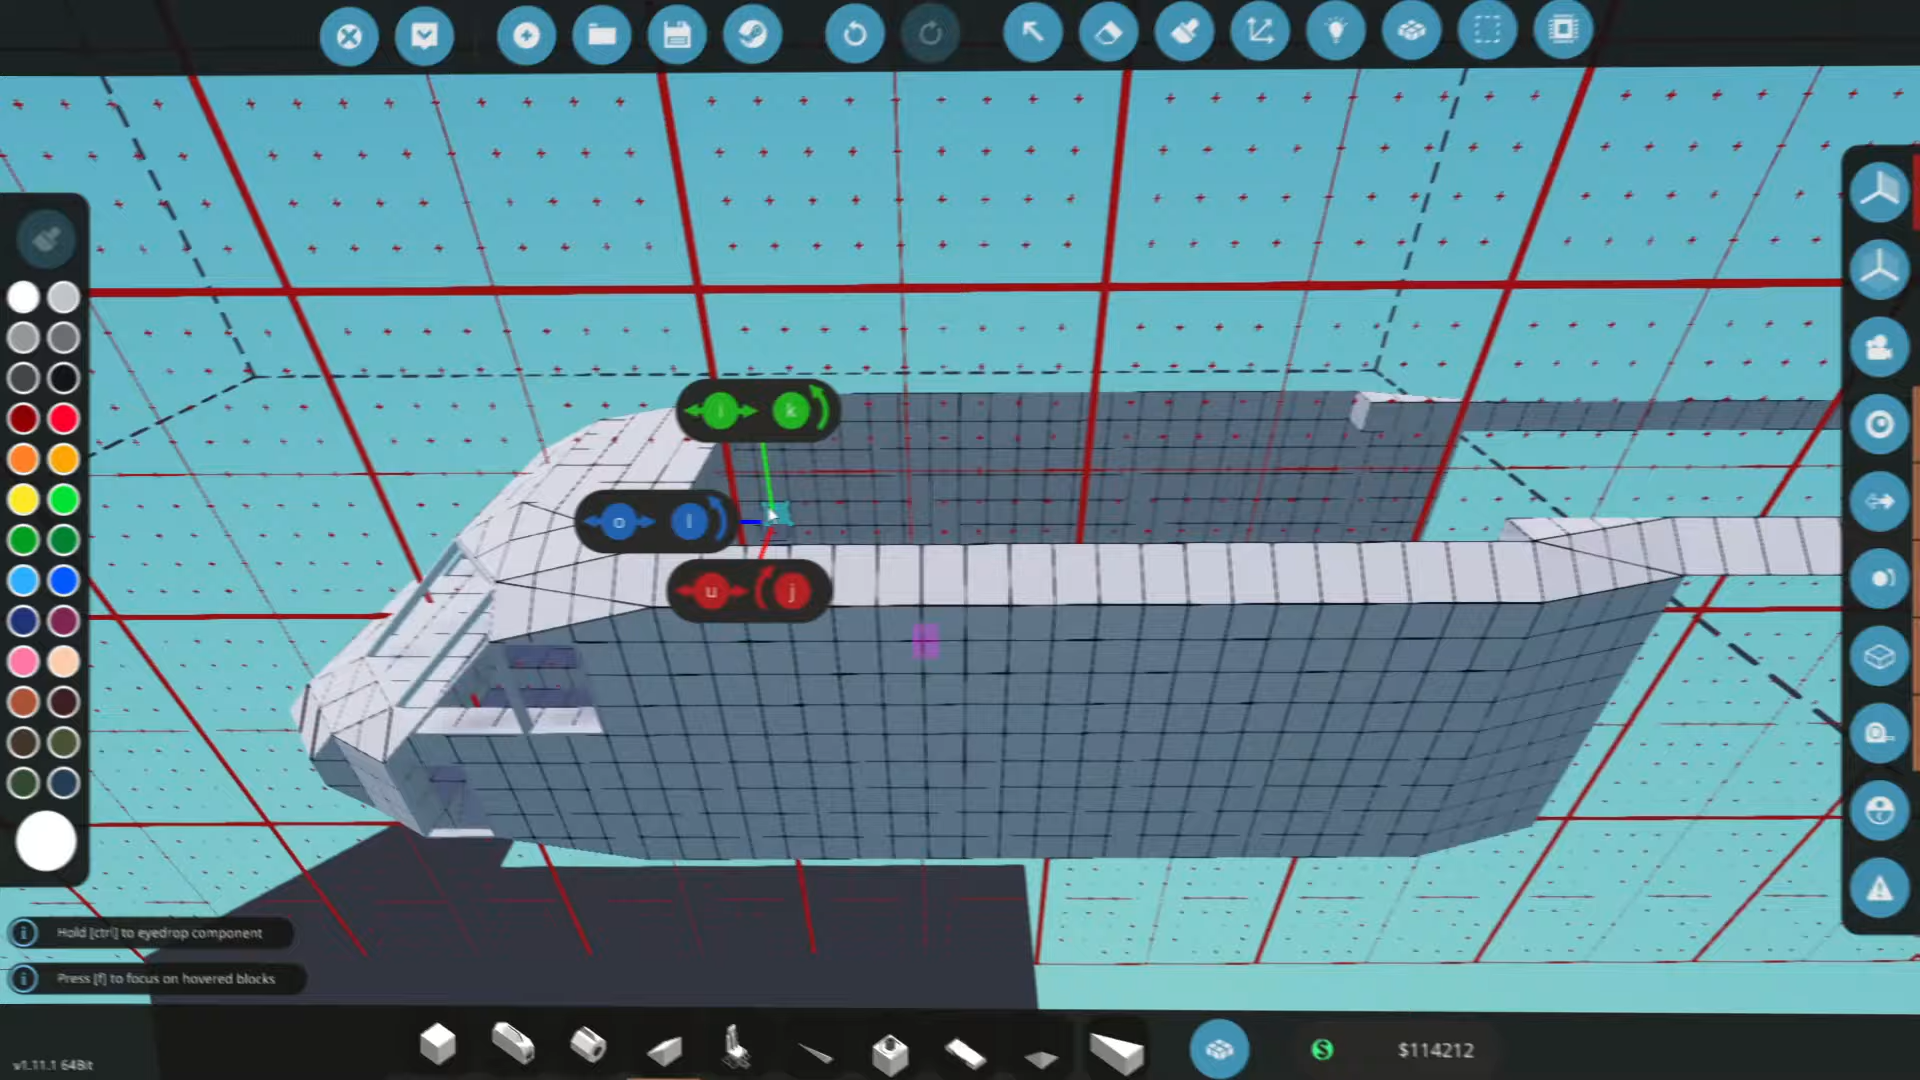 i k
o l
u j
Hold [ctrl] to eyedrop component
Press [f] to focus on hovered blocks
v1.11.1 64Bit
$114212